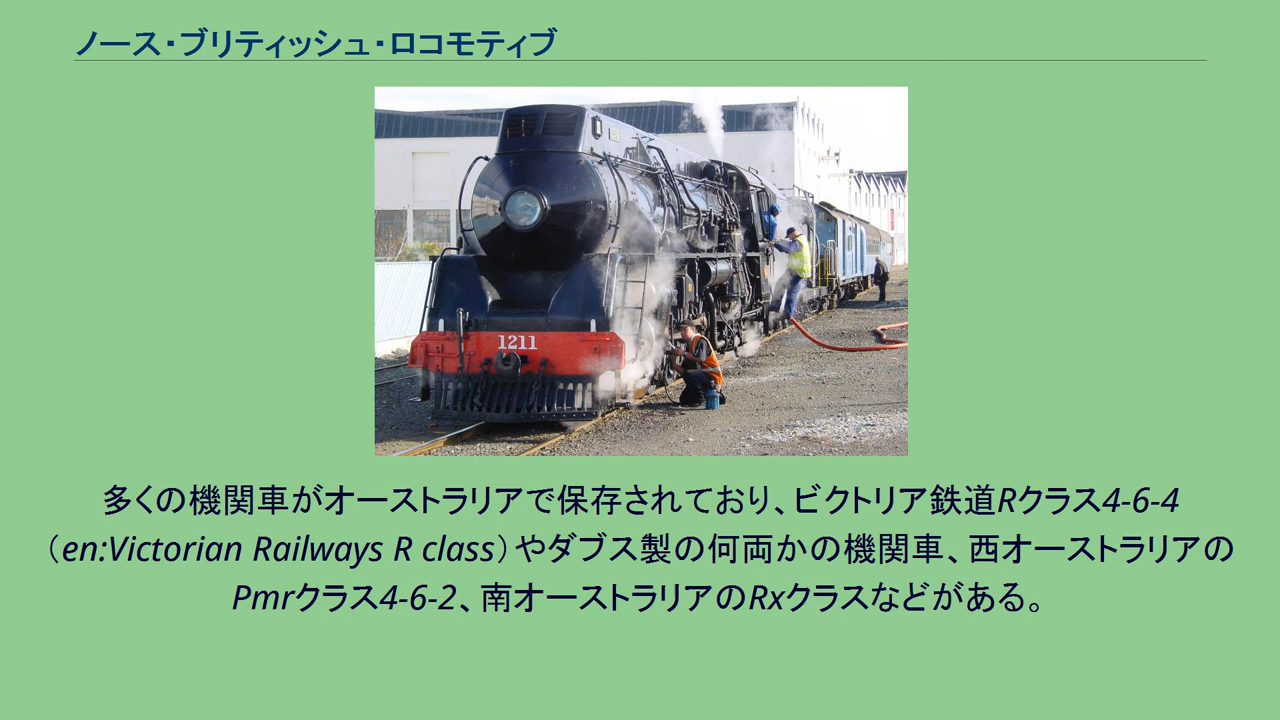 ノース・ブリティッシュ・ロコモティブ
1211
多くの機関車がオーストラリアで保存されており、ビクトリア鉄道Rクラス4-6-4
（en:Victorian Railways R class）やダブス製の何両かの機関車、西オーストラリアの
Pmrクラス4-6-2、南オーストラリアのRxクラスなどがある。